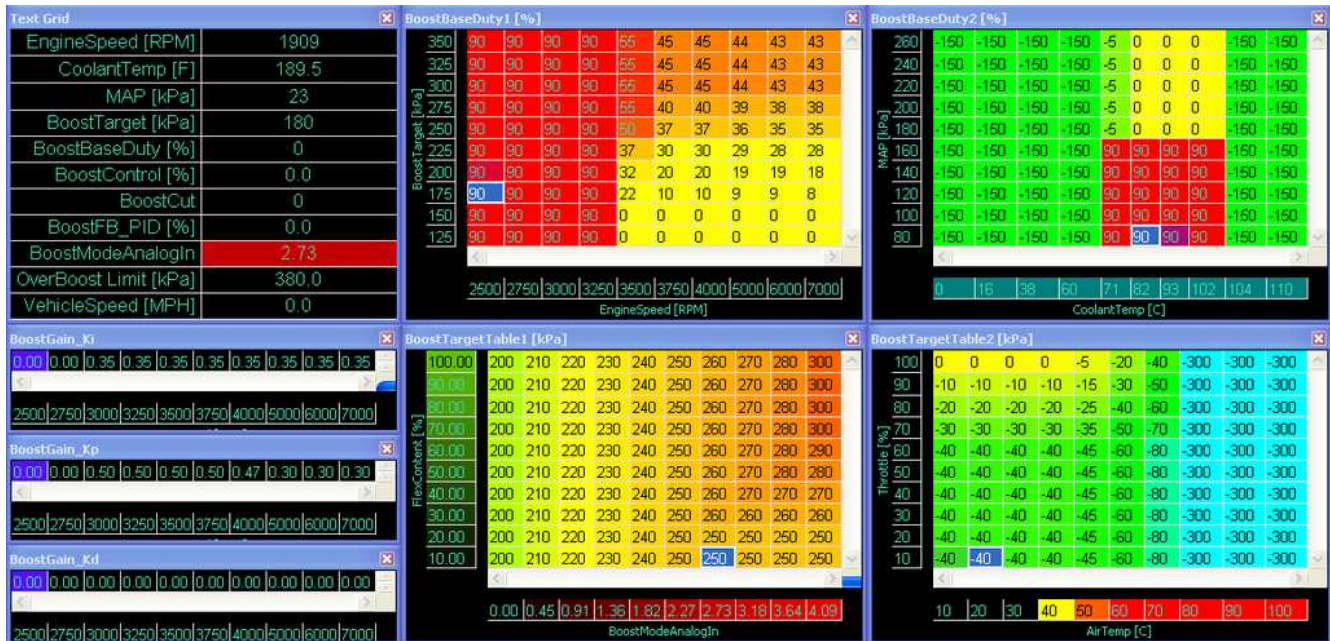 Text Grid
EngineSpeed [RPM] 1909
CoolantTemp [F] 189.5
MAP [kPa] 23
BoostTarget [kPa] 180
BoostBaseDuty [%] 0
BoostControl [%] 0.0
BoostCut 0
BoostFB_PID [%] 0.0
BoostModeAnalogIn 2.73
OverBoost Limit [kPa] 380.0
VehicleSpeed [MPH] 0.0
BoostBaseDuty1 [%]
BoostTarget [kPa]
350 90 90 90 90 55 45 45 44 43 43
325 90 90 90 90 55 45 45 44 43 43
300 90 90 90 90 55 45 45 44 43 43
275 90 90 90 90 55 40 40 39 38 38
250 90 90 90 90 50 37 37 36 35 35
225 90 90 90 90 37 30 30 29 28 28
200 90 90 90 90 32 20 20 19 19 18
175 90 90 90 90 22 10 10 9 9 8
150 90 90 90 90 0 0 0 0 0 0
125 90 90 90 90 0 0 0 0 0 0
2500 2750 3000 3250 3500 3750 4000 5000 6000 7000
EngineSpeed [RPM]
BoostBaseDuty2 [%]
MAP [kPa]
260 -150 -150 -150 -150 -5 0 0 0 -150 -150
240 -150 -150 -150 -150 -5 0 0 0 -150 -150
220 -150 -150 -150 -150 -5 0 0 0 -150 -150
200 -150 -150 -150 -150 -5 0 0 0 -150 -150
180 -150 -150 -150 -150 -5 0 0 0 -150 -150
160 -150 -150 -150 -150 90 90 90 90 -150 -150
140 -150 -150 -150 -150 90 90 90 90 -150 -150
120 -150 -150 -150 -150 90 90 90 90 -150 -150
100 -150 -150 -150 -150 90 90 90 90 -150 -150
80 -150 -150 -150 -150 90 90 90 90 -150 -150
0 16 38 60 71 82 93 102 104 110
CoolantTemp [C]
BoostGain_Ki
0.00 0.00 0.35 0.35 0.35 0.35 0.35 0.35 0.35 0.35
2500 2750 3000 3250 3500 3750 4000 5000 6000 7000
BoostGain_Kp
0.00 0.00 0.50 0.50 0.50 0.50 0.47 0.30 0.30 0.30
2500 2750 3000 3250 3500 3750 4000 5000 6000 7000
BoostGain_Kd
0.00 0.00 0.00 0.00 0.00 0.00 0.00 0.00 0.00 0.00
2500 2750 3000 3250 3500 3750 4000 5000 6000 7000
BoostTargetTable1 [kPa]
FlexContent [%]
100.00 200 210 220 230 240 250 260 270 280 300
90.00 200 210 220 230 240 250 260 270 280 300
80.00 200 210 220 230 240 250 260 270 280 300
70.00 200 210 220 230 240 250 260 270 280 300
60.00 200 210 220 230 240 250 260 270 280 290
50.00 200 210 220 230 240 250 260 270 280 280
40.00 200 210 220 230 240 250 260 270 270 270
30.00 200 210 220 230 240 250 260 260 260 260
20.00 200 210 220 230 240 250 250 250 250 250
10.00 200 210 220 230 240 250 250 250 250 250
0.00 0.45 0.91 1.36 1.82 2.27 2.73 3.18 3.64 4.09
BoostModeAnalogIn
BoostTargetTable2 [kPa]
Throttle [%]
100 0 0 0 0 -5 -20 -40 -300 -300 -300
90 -10 -10 -10 -10 -15 -30 -50 -300 -300 -300
80 -20 -20 -20 -20 -25 -40 -60 -300 -300 -300
70 -30 -30 -30 -30 -35 -50 -70 -300 -300 -300
60 -40 -40 -40 -40 -45 -60 -80 -300 -300 -300
50 -40 -40 -40 -40 -45 -60 -80 -300 -300 -300
40 -40 -40 -40 -40 -45 -60 -80 -300 -300 -300
30 -40 -40 -40 -40 -45 -60 -80 -300 -300 -300
20 -40 -40 -40 -40 -45 -60 -80 -300 -300 -300
10 -40 -40 -40 -40 -45 -60 -80 -300 -300 -300
10 20 30 40 50 60 70 80 90 100
AirTemp [C]